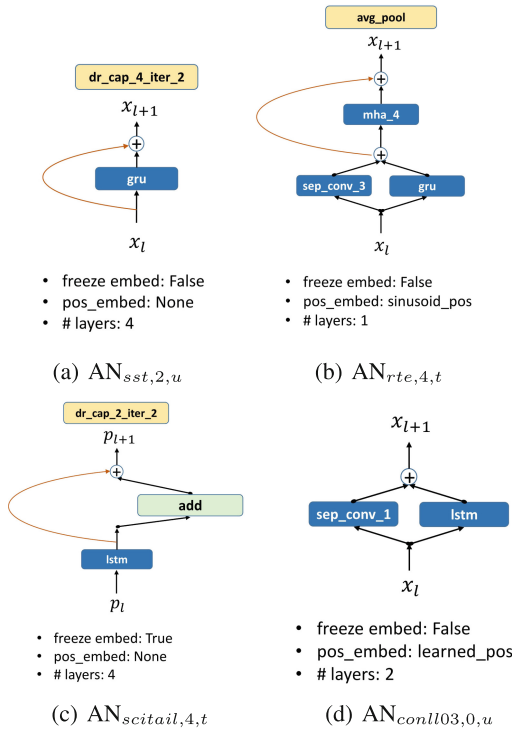 dr_cap_4_iter_2
x_{l+1}
+
gru
x_l
• freeze embed: False
• pos_embed: None
• # layers: 4
(a) AN_{sst,2,u}
avg_pool
x_{l+1}
+
mha_4
+
sep_conv_3 gru
x_l
• freeze embed: False
• pos_embed: sinusoid_pos
• # layers: 1
(b) AN_{rte,4,t}
dr_cap_2_iter_2
p_{l+1}
+
add
lstm
p_l
• freeze embed: True
• pos_embed: None
• # layers: 4
(c) AN_{scitail,4,t}
x_{l+1}
+
sep_conv_1 lstm
x_l
• freeze embed: False
• pos_embed: learned_pos
• # layers: 2
(d) AN_{conll03,0,u}